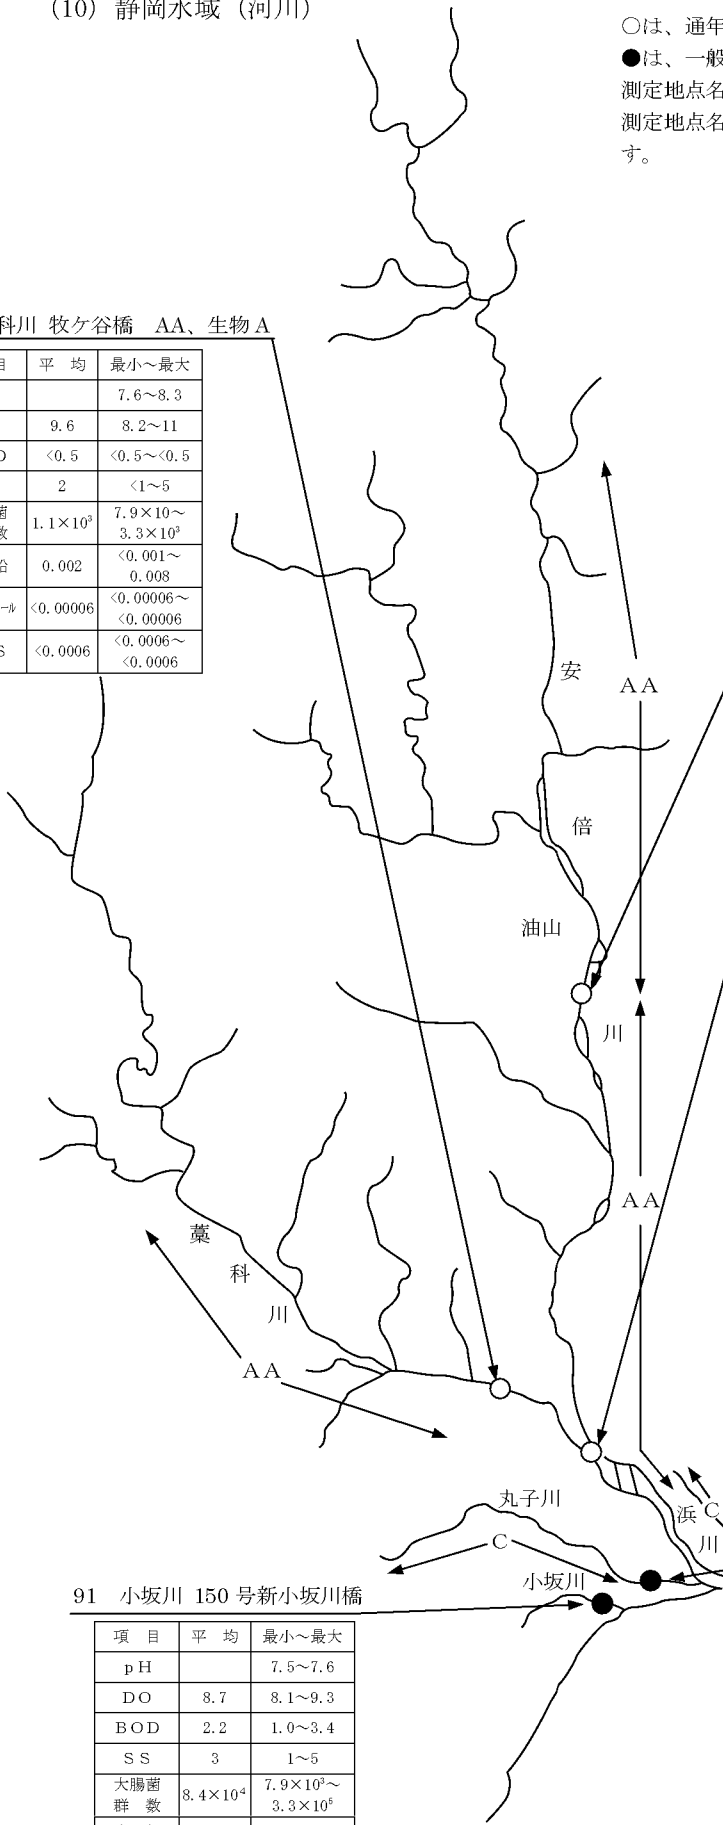 (10) 静岡水域（河川）
○は、通年
●は、一般
測定地点名
測定地点名
す。
科川 牧ケ谷橋 AA、生物A
目 平 均 最小～最大
7.6～8.3
9.6 8.2～11
D <0.5 <0.5～<0.5
2 <1～5
菌
数 1.1×10³ 7.9×10～
3.3×10³
鉛 0.002 <0.001～
0.008
ール <0.00006 <0.00006～
<0.00006
S <0.0006 <0.0006～
<0.0006
安
AA
倍
油山
川
AA
藁
科
川
AA
丸子川
C
浜
C
川
小坂川
91 小坂川 150号新小坂川橋
項 目 平 均 最小～最大
pH 7.5～7.6
DO 8.7 8.1～9.3
BOD 2.2 1.0～3.4
SS 3 1～5
大腸菌
群 数 8.4×10⁴ 7.9×10³～
3.3×10⁵